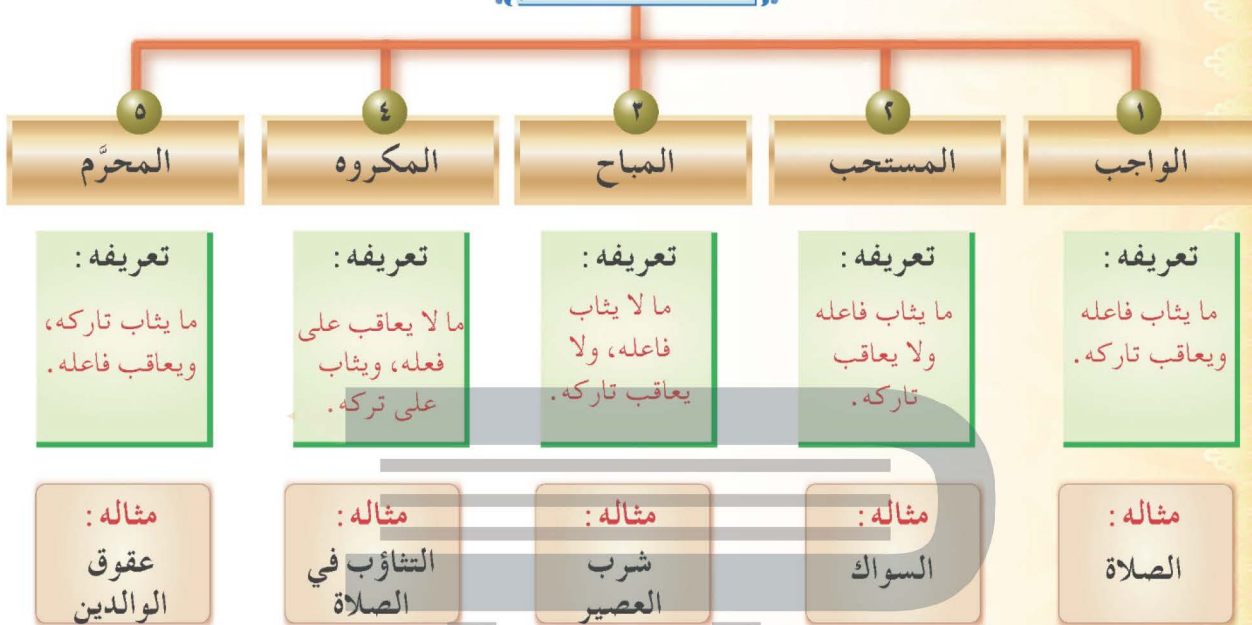 ١
الواجب
تعريفه:
ما يثاب فاعله
ويعاقب تاركه.
مثاله:
الصلاة
٢
المستحب
تعريفه:
ما يثاب فاعله
ولا يعاقب
تاركه.
مثاله:
السواك
٣
المباح
تعريفه:
ما لا يثاب
فاعله، ولا
يعاقب تاركه.
مثاله:
شرب
العصير
٤
المكروه
تعريفه:
ما لا يعاقب على
فعله، ويثاب
على تركه.
مثاله:
التثاؤب في
الصلاة
٥
المحرَّم
تعريفه:
ما يثاب تاركه،
ويعاقب فاعله.
مثاله:
عقوق
الوالدين